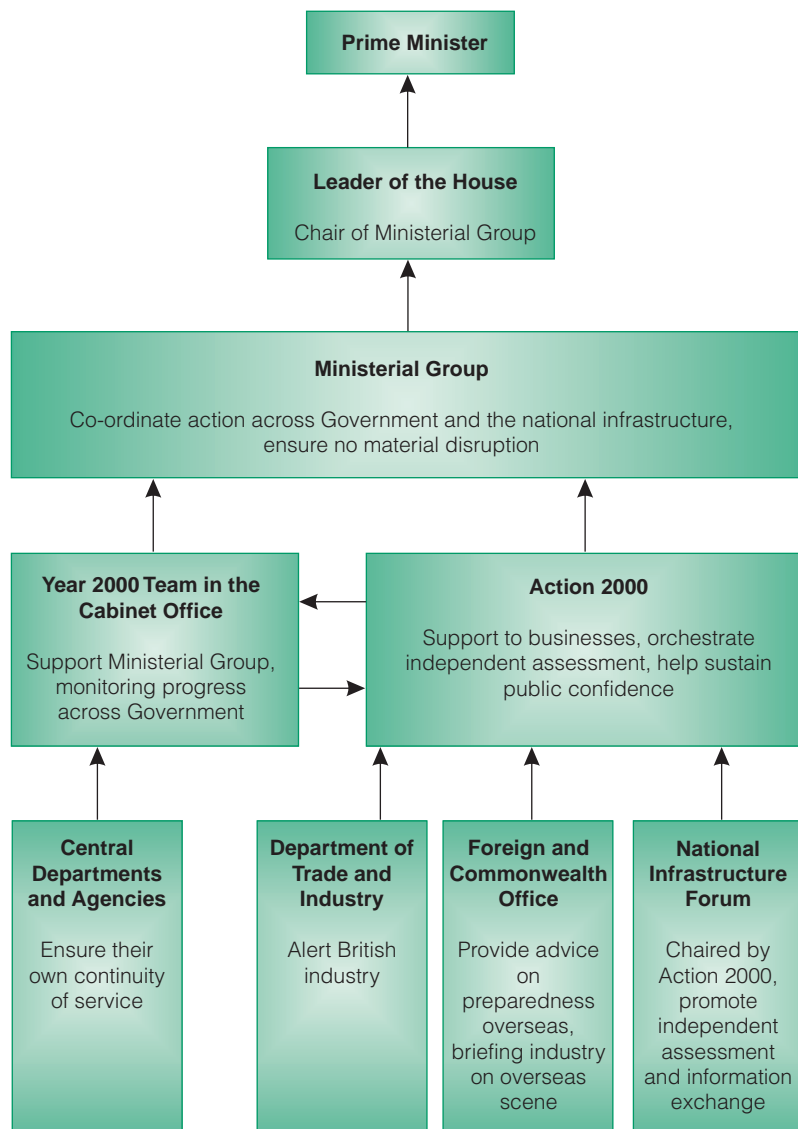 Prime Minister
Leader of the House
Chair of Ministerial Group
Ministerial Group
Co-ordinate action across Government and the national infrastructure,
ensure no material disruption
Year 2000 Team in the
Cabinet Office
Support Ministerial Group,
monitoring progress
across Government
Action 2000
Support to businesses, orchestrate
independent assessment, help sustain
public confidence
Central
Departments
and Agencies
Ensure their
own continuity
of service
Department of
Trade and
Industry
Alert British
industry
Foreign and
Commonwealth
Office
Provide advice
on
preparedness
overseas,
briefing industry
on overseas
scene
National
Infrastructure
Forum
Chaired by
Action 2000,
promote
independent
assessment
and information
exchange